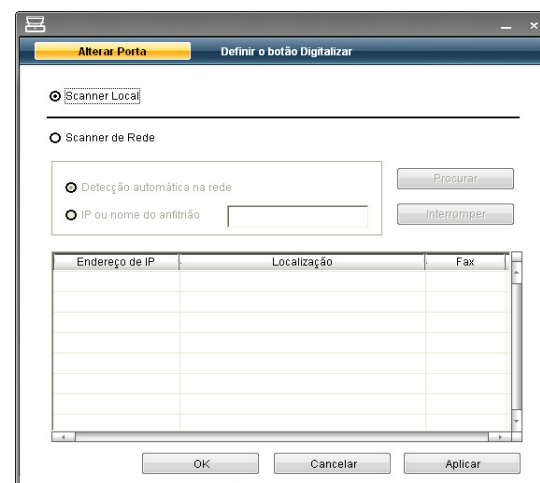 Alterar Porta Definir o botão Digitalizar
Scanner Local
Scanner de Rede
Detecção automática na rede
Procurar
IP ou nome do anfitrião
Interromper
Endereço de IP Localização Fax
OK Cancelar Aplicar